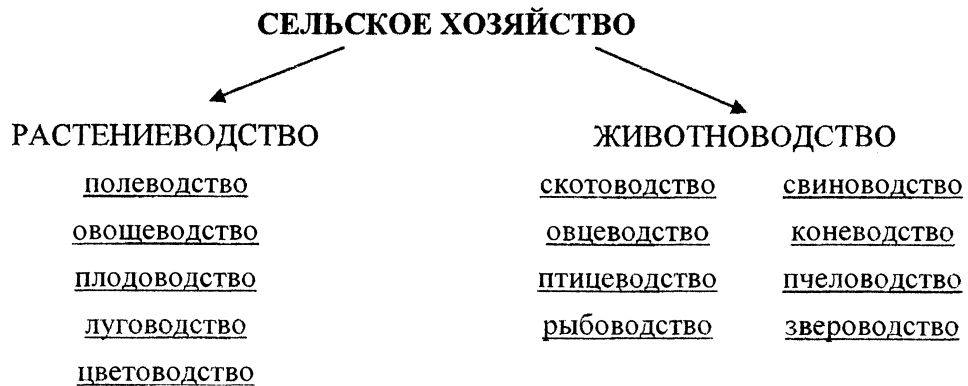 СЕЛЬСКОЕ ХОЗЯЙСТВО
РАСТЕНИЕВОДСТВО
полеводство
овощеводство
плодоводство
луговодство
цветоводство
ЖИВОТНОВОДСТВО
скотоводство свиноводство
овцеводство коневодство
птицеводство пчеловодство
рыбоводство звероводство